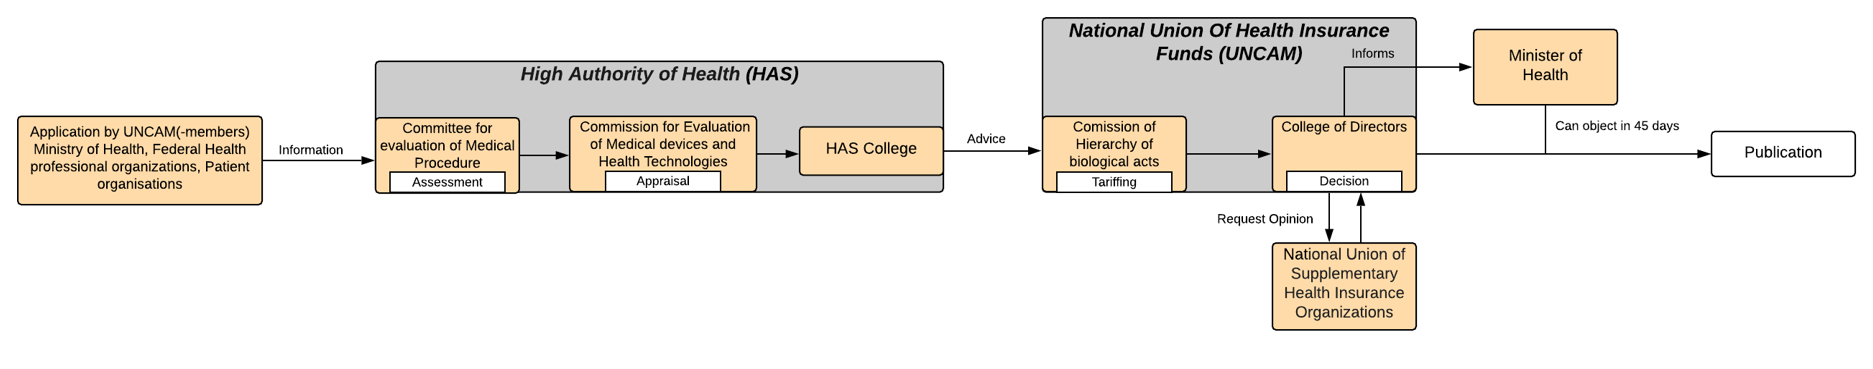 Application by UNCAM(-members)
Ministry of Health, Federal Health
professional organizations, Patient
organisations
Information
High Authority of Health (HAS)
Committee for
evaluation of Medical
Procedure
Assessment
Commission for Evaluation
of Medical devices and
Health Technologies
Appraisal
HAS College
Advice
National Union Of Health Insurance
Funds (UNCAM)
Comission of
Hierarchy of
biological acts
Tariffing
College of Directors
Decision
Informs
Minister of
Health
Can object in 45 days
Publication
Request Opinion
National Union of
Supplementary
Health Insurance
Organizations